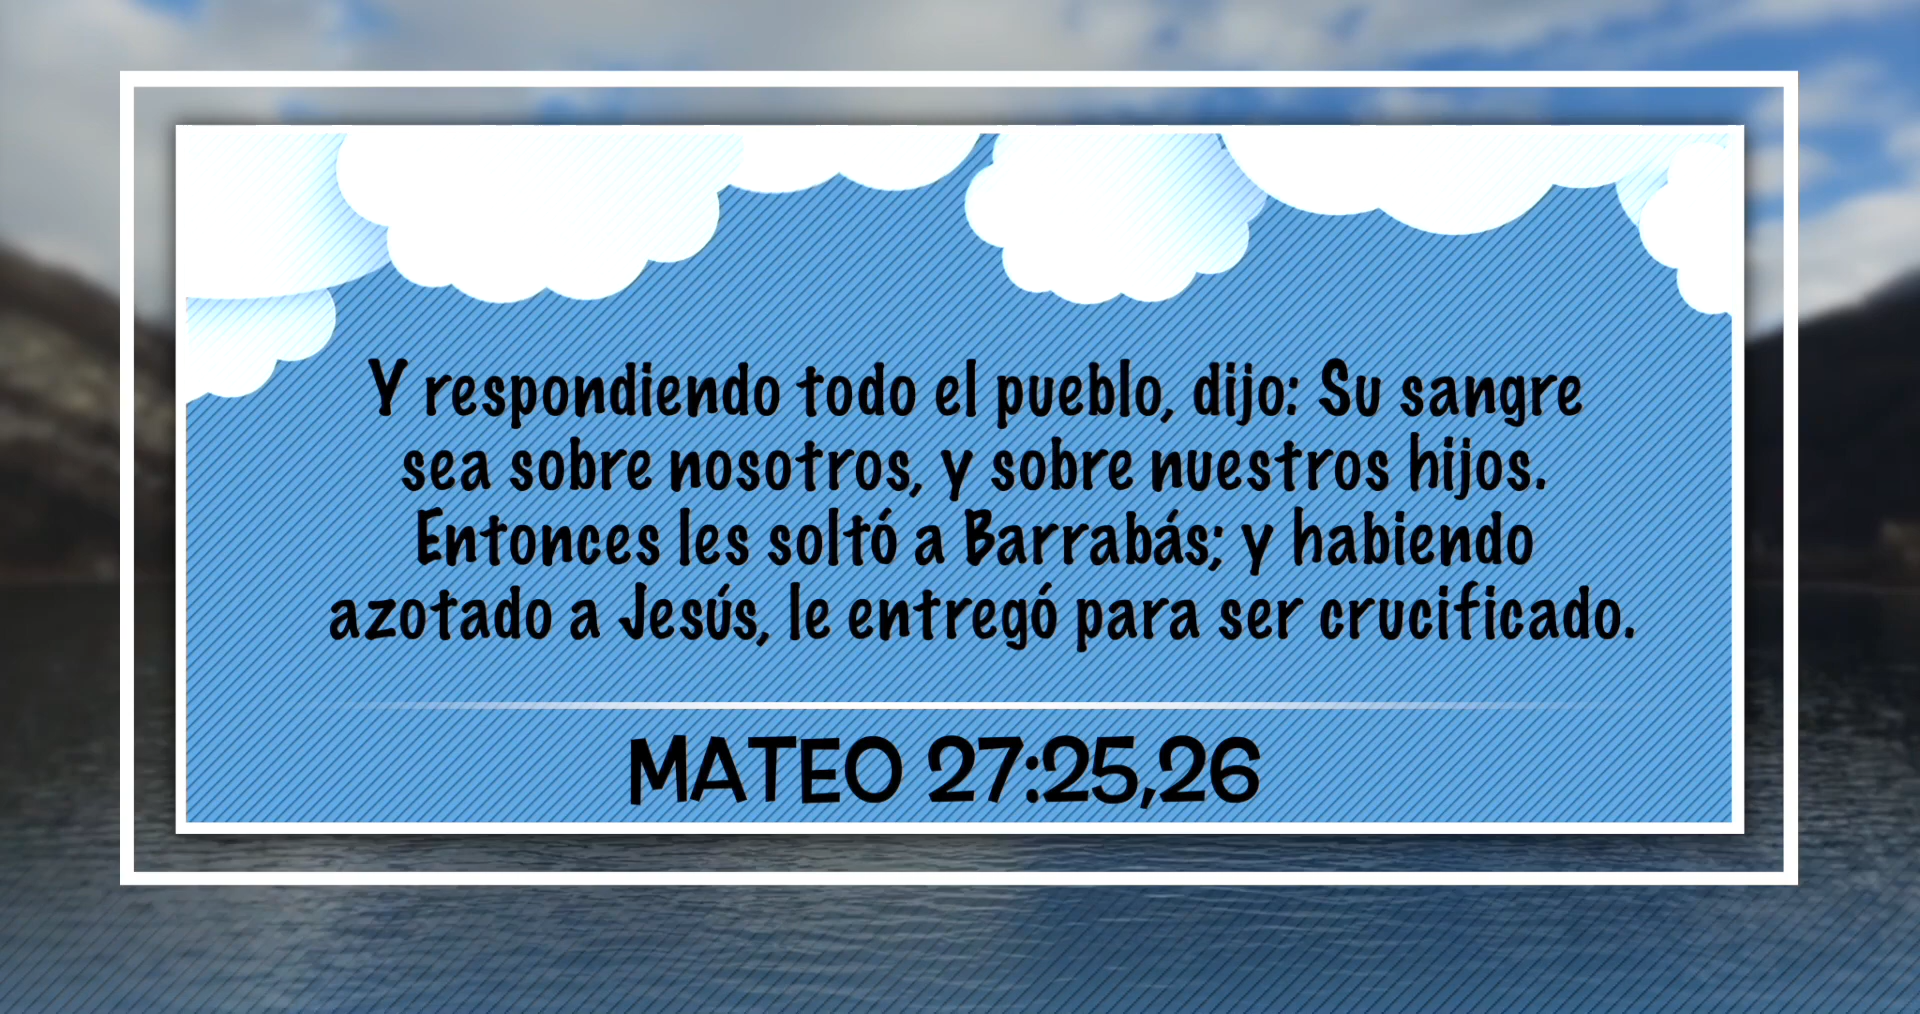 Y respondiendo todo el pueblo, dijo: Su sangre
sea sobre nosotros, y sobre nuestros hijos.
Entonces les soltó a Barrabás; y habiendo
azotado a Jesús, le entregó para ser crucificado.
MATEO 27:25,26